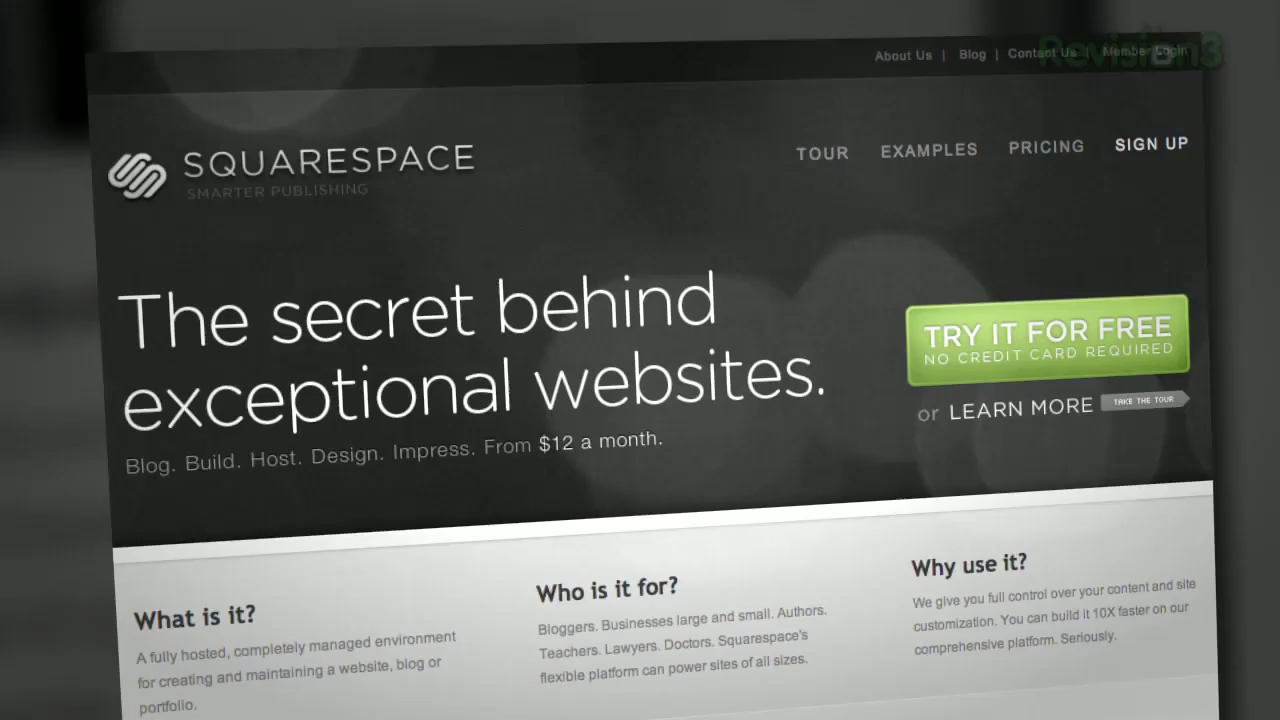 About Us | Blog | Contact Us | Member Login
Revision3
SQUARESPACE
SMARTER PUBLISHING
TOUR EXAMPLES PRICING SIGN UP
The secret behind
exceptional websites.
Blog. Build. Host. Design. Impress. From $12 a month.
TRY IT FOR FREE
NO CREDIT CARD REQUIRED
or LEARN MORE TAKE THE TOUR
What is it?
A fully hosted, completely managed environment
for creating and maintaining a website, blog or
portfolio.
Who is it for?
Bloggers. Businesses large and small. Authors.
Teachers. Lawyers. Doctors. Squarespace's
flexible platform can power sites of all sizes.
Why use it?
We give you full control over your content and site
customization. You can build it 10X faster on our
comprehensive platform. Seriously.